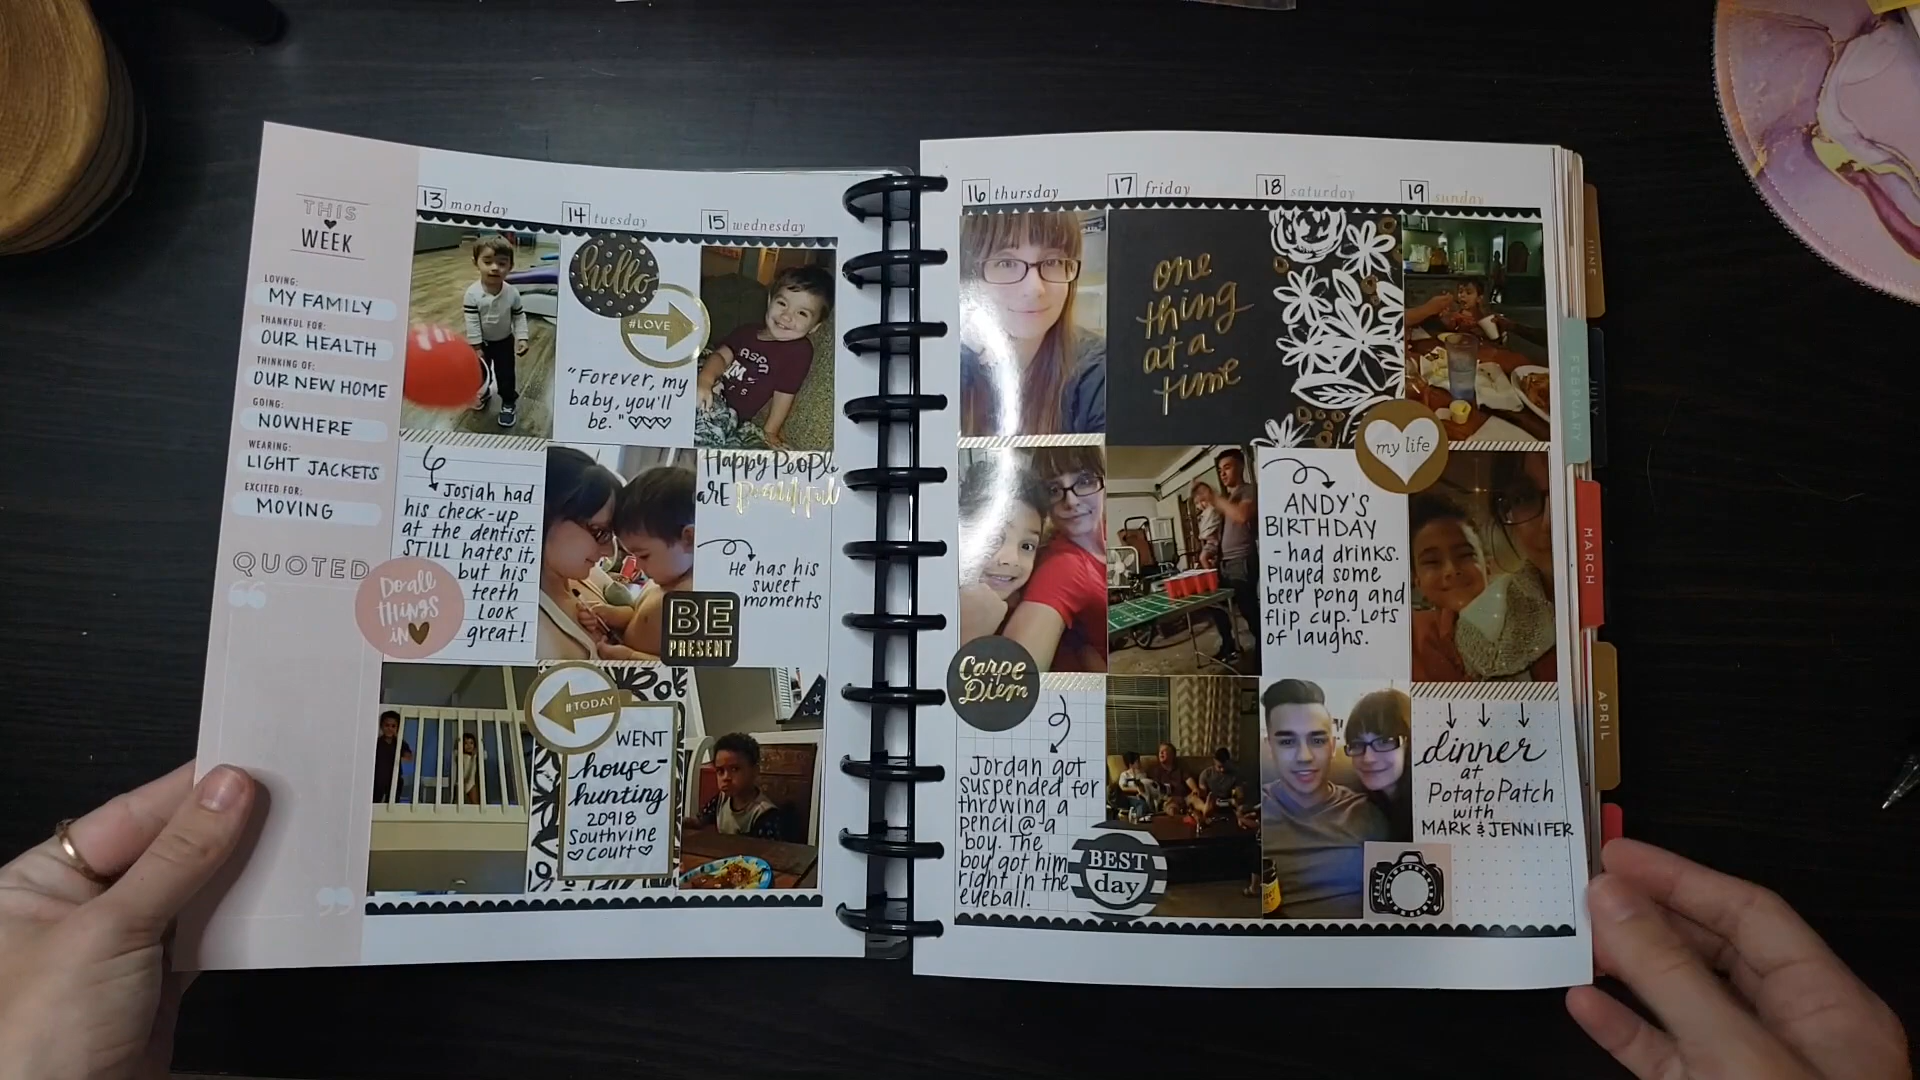 THIS
WEEK
LOVING:
MY FAMILY
THANKFUL FOR:
OUR HEALTH
THINKING OF:
OUR NEW HOME
GOING:
NOWHERE
WEARING:
LIGHT JACKETS
EXCITED FOR:
MOVING
QUOTED
Do all
things
in
13 monday
14 tuesday
15 wednesday
hello
#LOVE
"Forever, my
baby, you'll
be."
Josiah had
his check-up
at the dentist.
STILL hates it,
but his
teeth
look
great!
Happy People
are Beautiful
He has his
sweet
moments
BE
PRESENT
#TODAY
WENT
house-
hunting
20918
Southvine
Court
16 thursday
17 friday
18 saturday
19 sunday
one
thing
at a
time
my life
ANDY'S
BIRTHDAY
- had drinks.
Played some
beer pong and
flip cup. Lots
of laughs.
Carpe
Diem
Jordan got
suspended for
throwing a
pencil @ a
boy. The
boy got him
right in the
eyeball.
BEST
day
dinner
at
Potato Patch
with
MARK & JENNIFER
JUNE
FEBRUARY
JULY
MARCH
APRIL